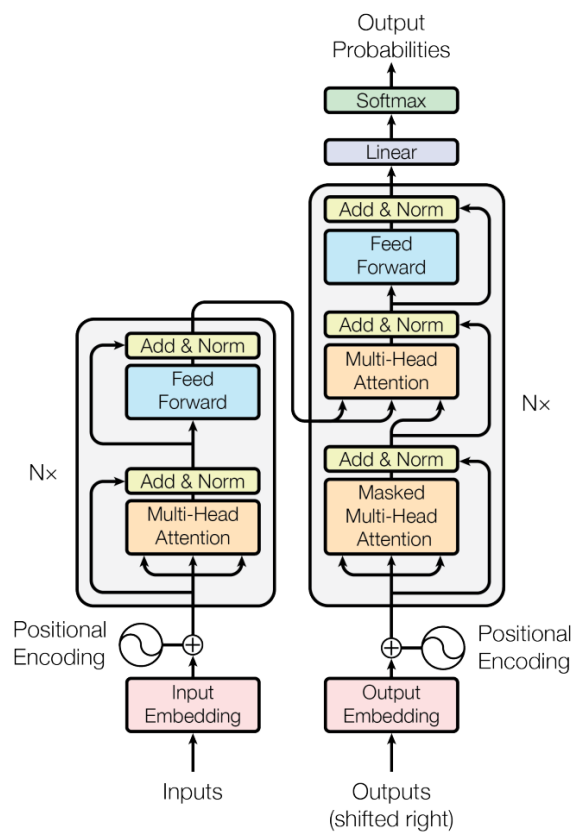 Output
Probabilities
Softmax
Linear
Add & Norm
Feed
Forward
Add & Norm
Multi-Head
Attention
Add & Norm
Masked
Multi-Head
Attention
N×
Positional
Encoding
Output
Embedding
Outputs
(shifted right)
Add & Norm
Feed
Forward
Add & Norm
Multi-Head
Attention
N×
Positional
Encoding
Input
Embedding
Inputs